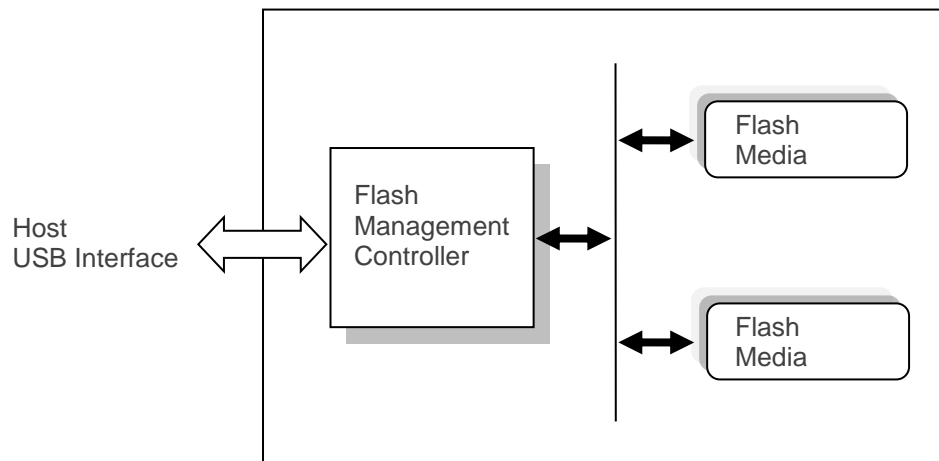 Host
USB Interface
Flash
Management
Controller
Flash
Media
Flash
Media